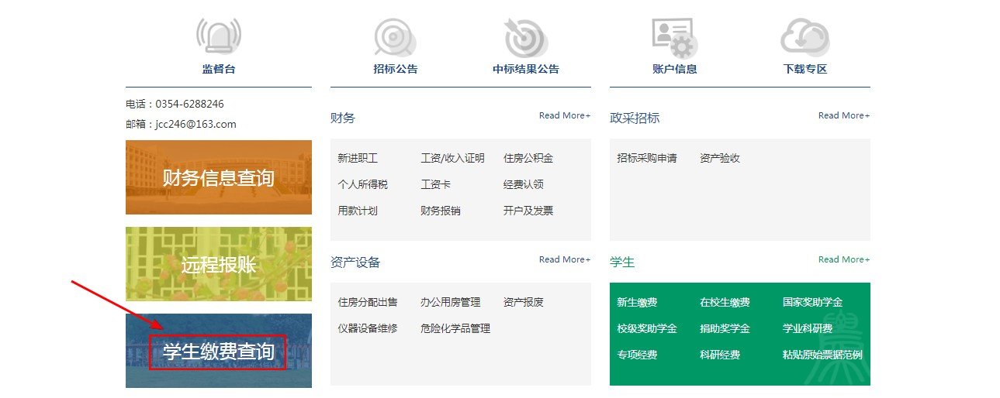 监督台
招标公告
中标结果公告
账户信息
下载专区
电话：0354-6288246
邮箱：jcc246@163.com
财务信息查询
远程报账
学生缴费查询
财务 Read More+
新进职工 工资/收入证明 住房公积金
个人所得税 工资卡 经费认领
用款计划 财务报销 开户及发票
政采招标 Read More+
招标采购申请 资产验收
资产设备 Read More+
住房分配出售 办公用房管理 资产报废
仪器设备维修 危险化学品管理
学生 Read More+
新生缴费 在校生缴费 国家奖助学金
校级奖助学金 捐助奖学金 学业科研费
专项经费 科研经费 粘贴原始票据范例